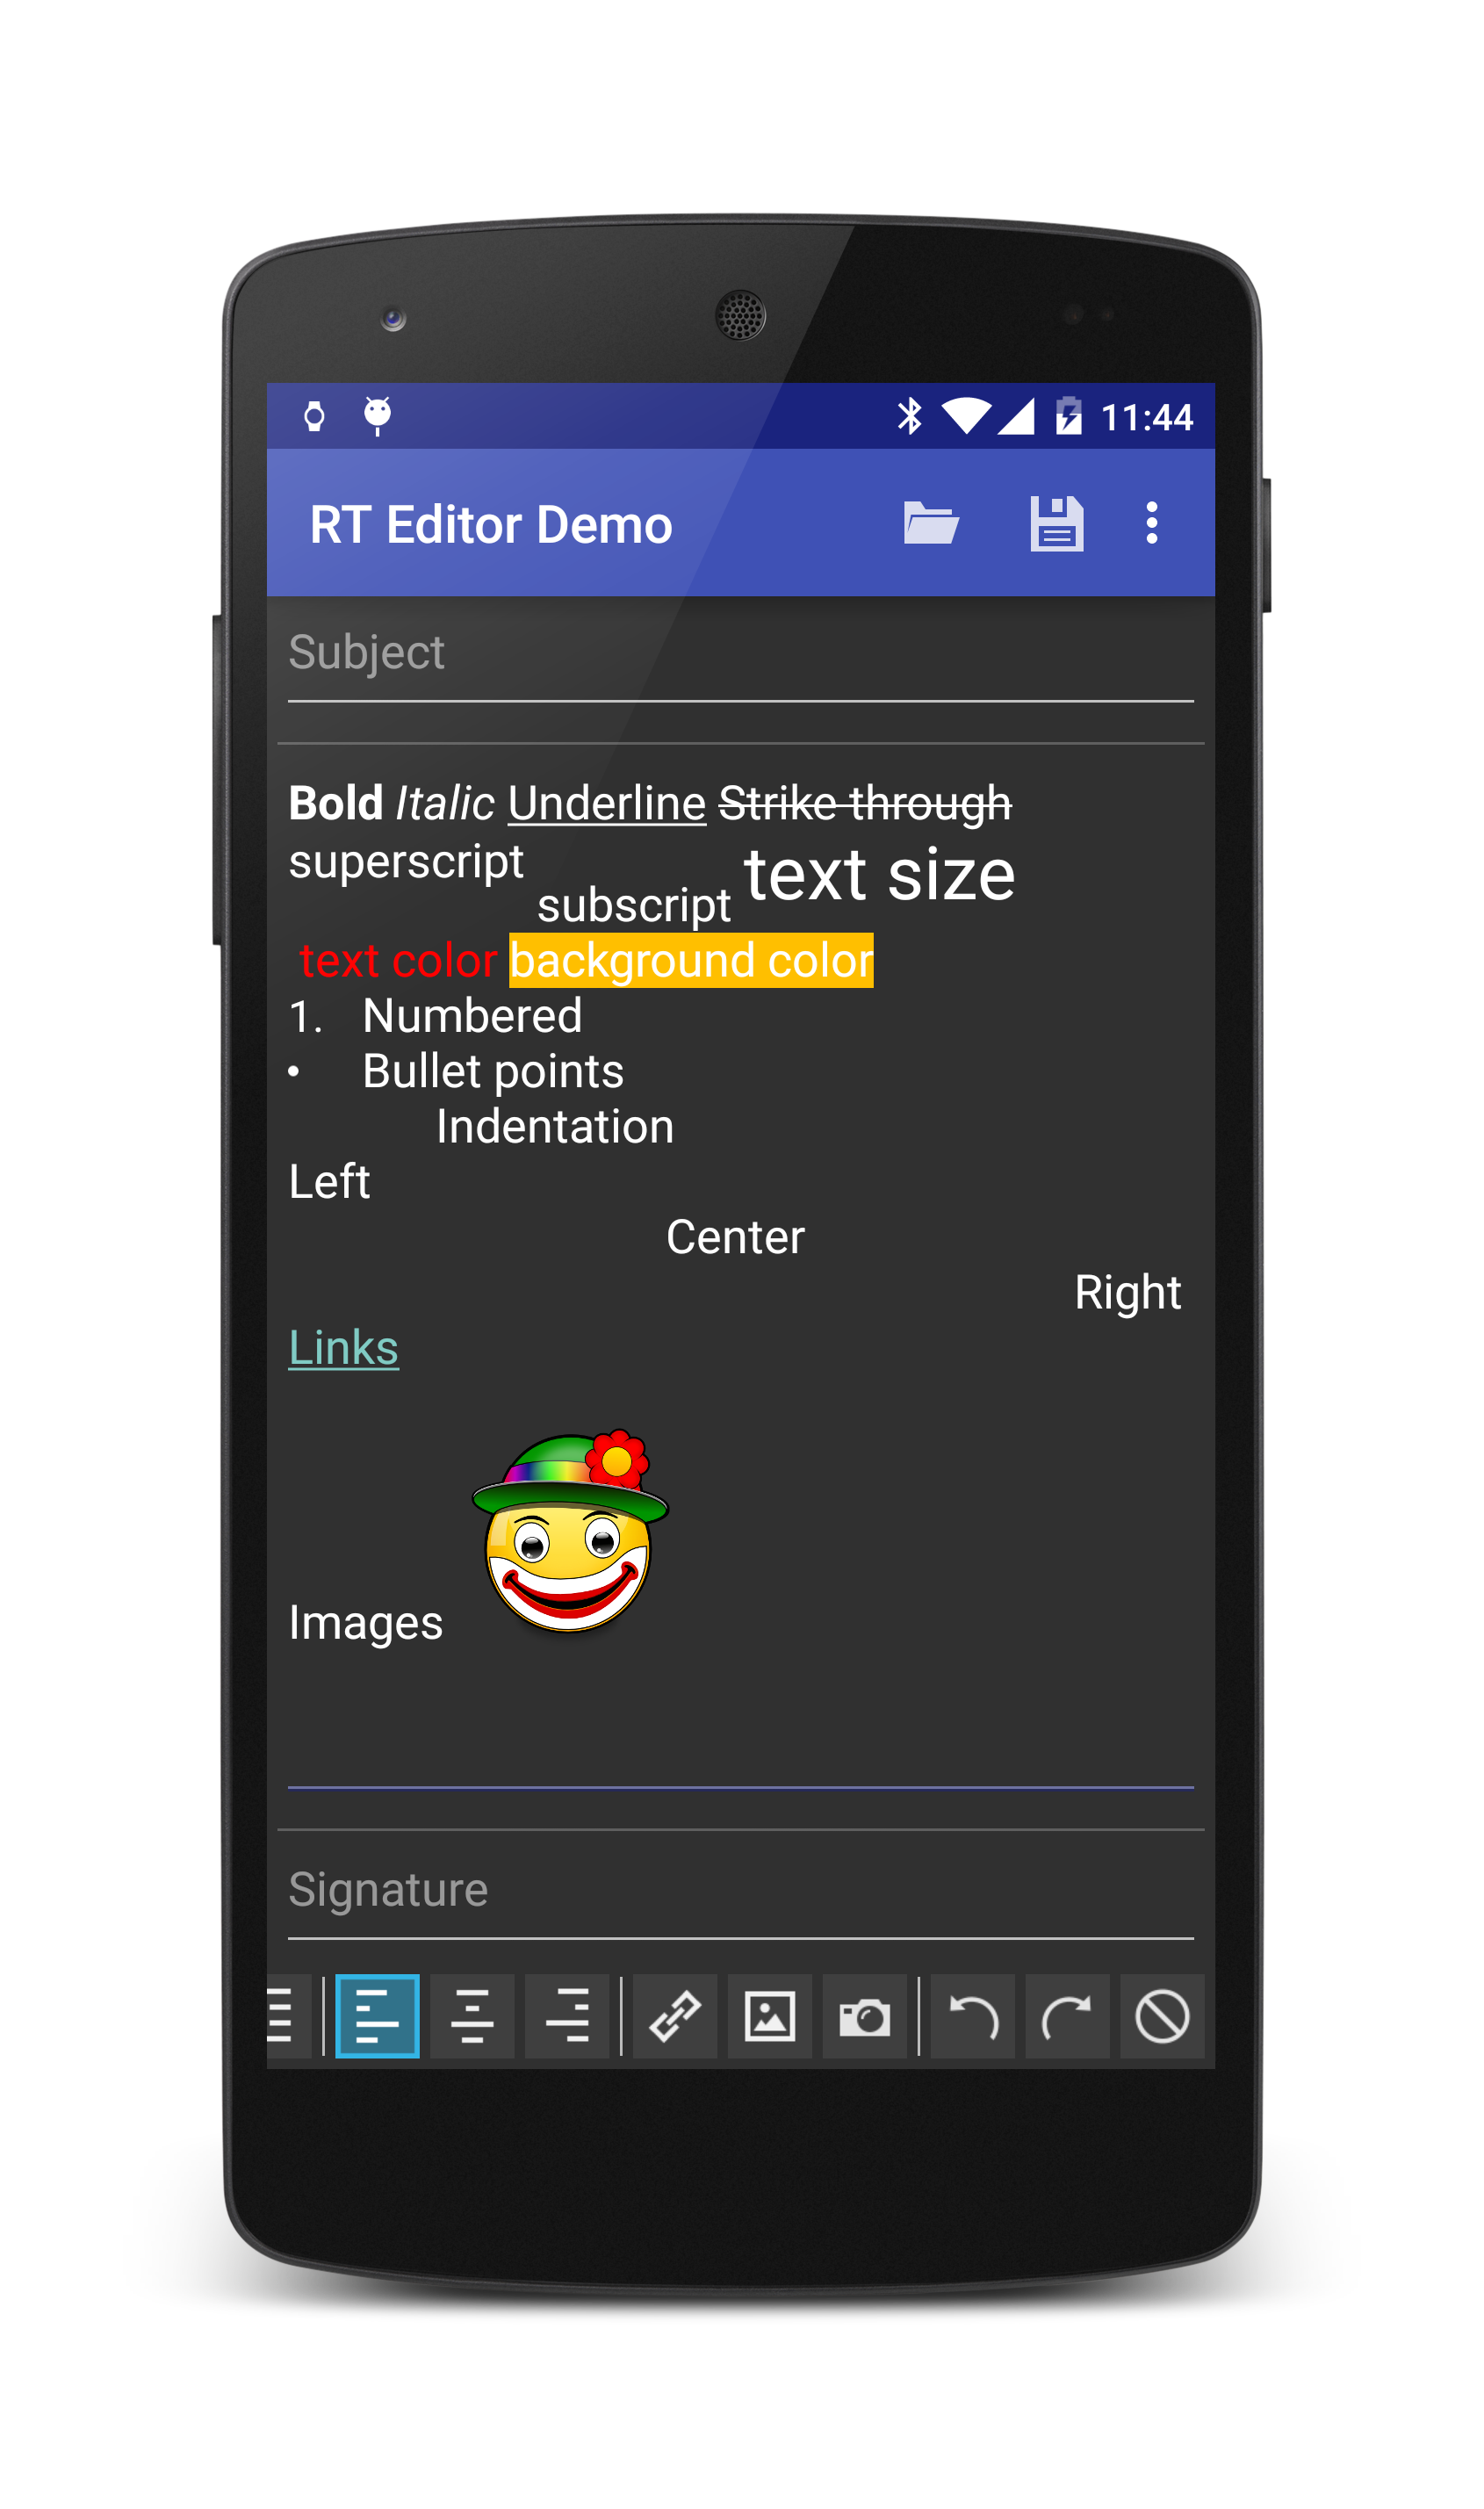 11:44
RT Editor Demo
Subject
Bold Italic Underline Strike through
superscript subscript text size
text color background color
1. Numbered
• Bullet points
Indentation
Left
Center
Right
Links
Images
Signature